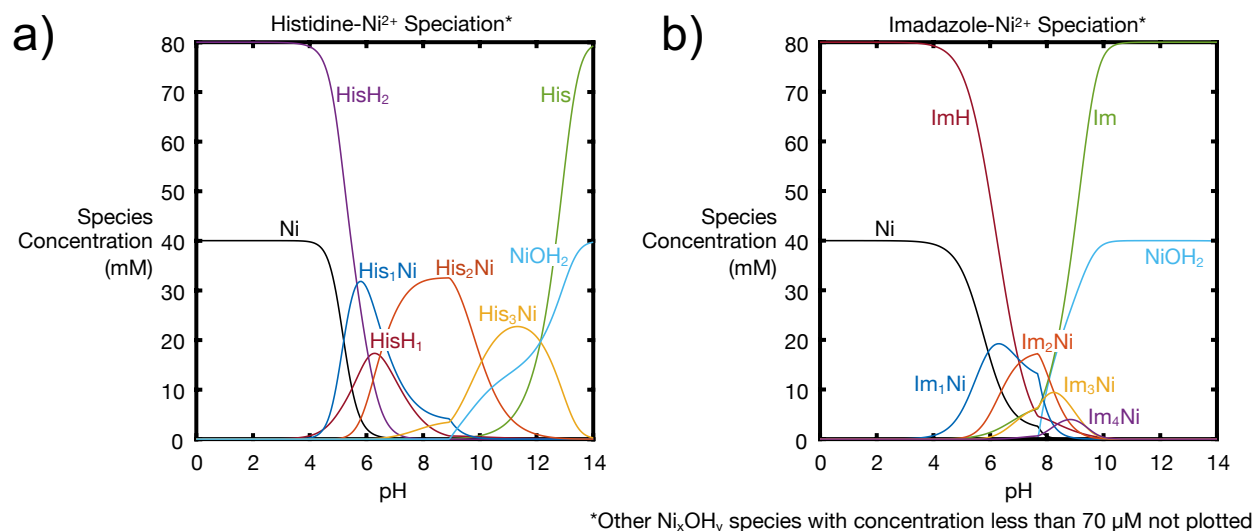 a)
Histidine-Ni²⁺ Speciation*
80
70
60
50
40
30
20
10
0
Species
Concentration
(mM)
HisH₂
His
Ni
NiOH₂
His₁Ni
His₂Ni
His₃Ni
HisH₁
0 2 4 6 8 10 12 14
pH
b)
Imadazole-Ni²⁺ Speciation*
80
70
60
50
40
30
20
10
0
Species
Concentration
(mM)
ImH
Im
Ni
NiOH₂
Im₂Ni
Im₁Ni
Im₃Ni
Im₄Ni
0 2 4 6 8 10 12 14
pH
*Other NiₓOHᵧ species with concentration less than 70 µM not plotted